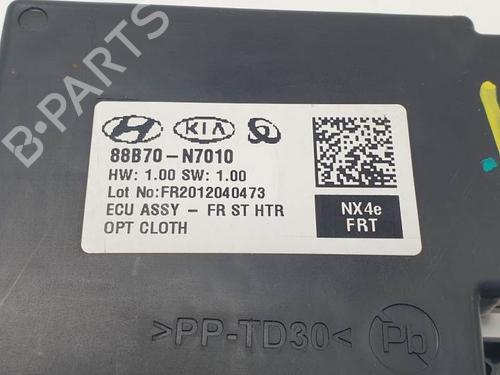 KIA
88B70-N7010
HW: 1.00 SW: 1.00
Lot No:FR2012040473
ECU ASSY - FR ST HTR
OPT CLOTH
NX4e
FRT
>PP-TD30<
Pb
B-PARTS